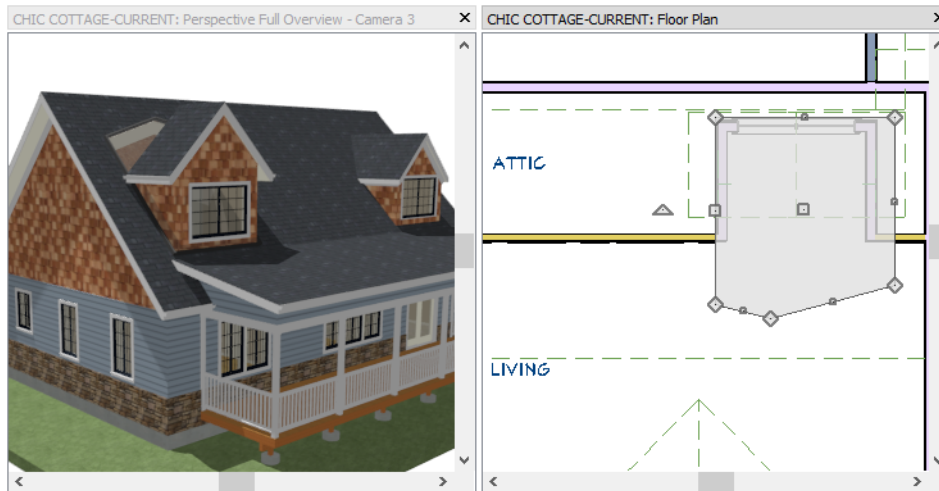 CHIC COTTAGE-CURRENT: Perspective Full Overview - Camera 3
CHIC COTTAGE-CURRENT: Floor Plan
ATTIC
LIVING